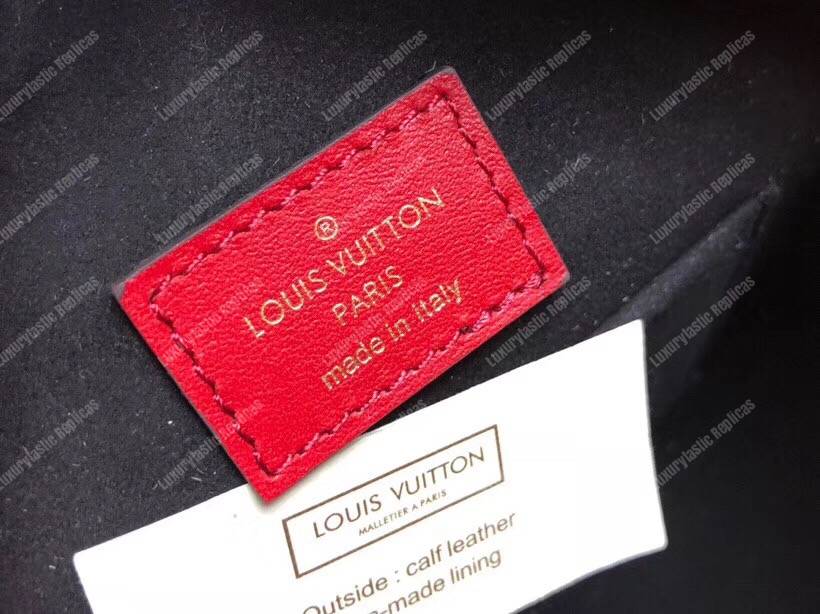 ®
LOUIS VUITTON
PARIS
made in italy
LOUIS VUITTON
MALLETIER A PARIS
Outside : calf leather
-made lining
Luxurylastic Replicas